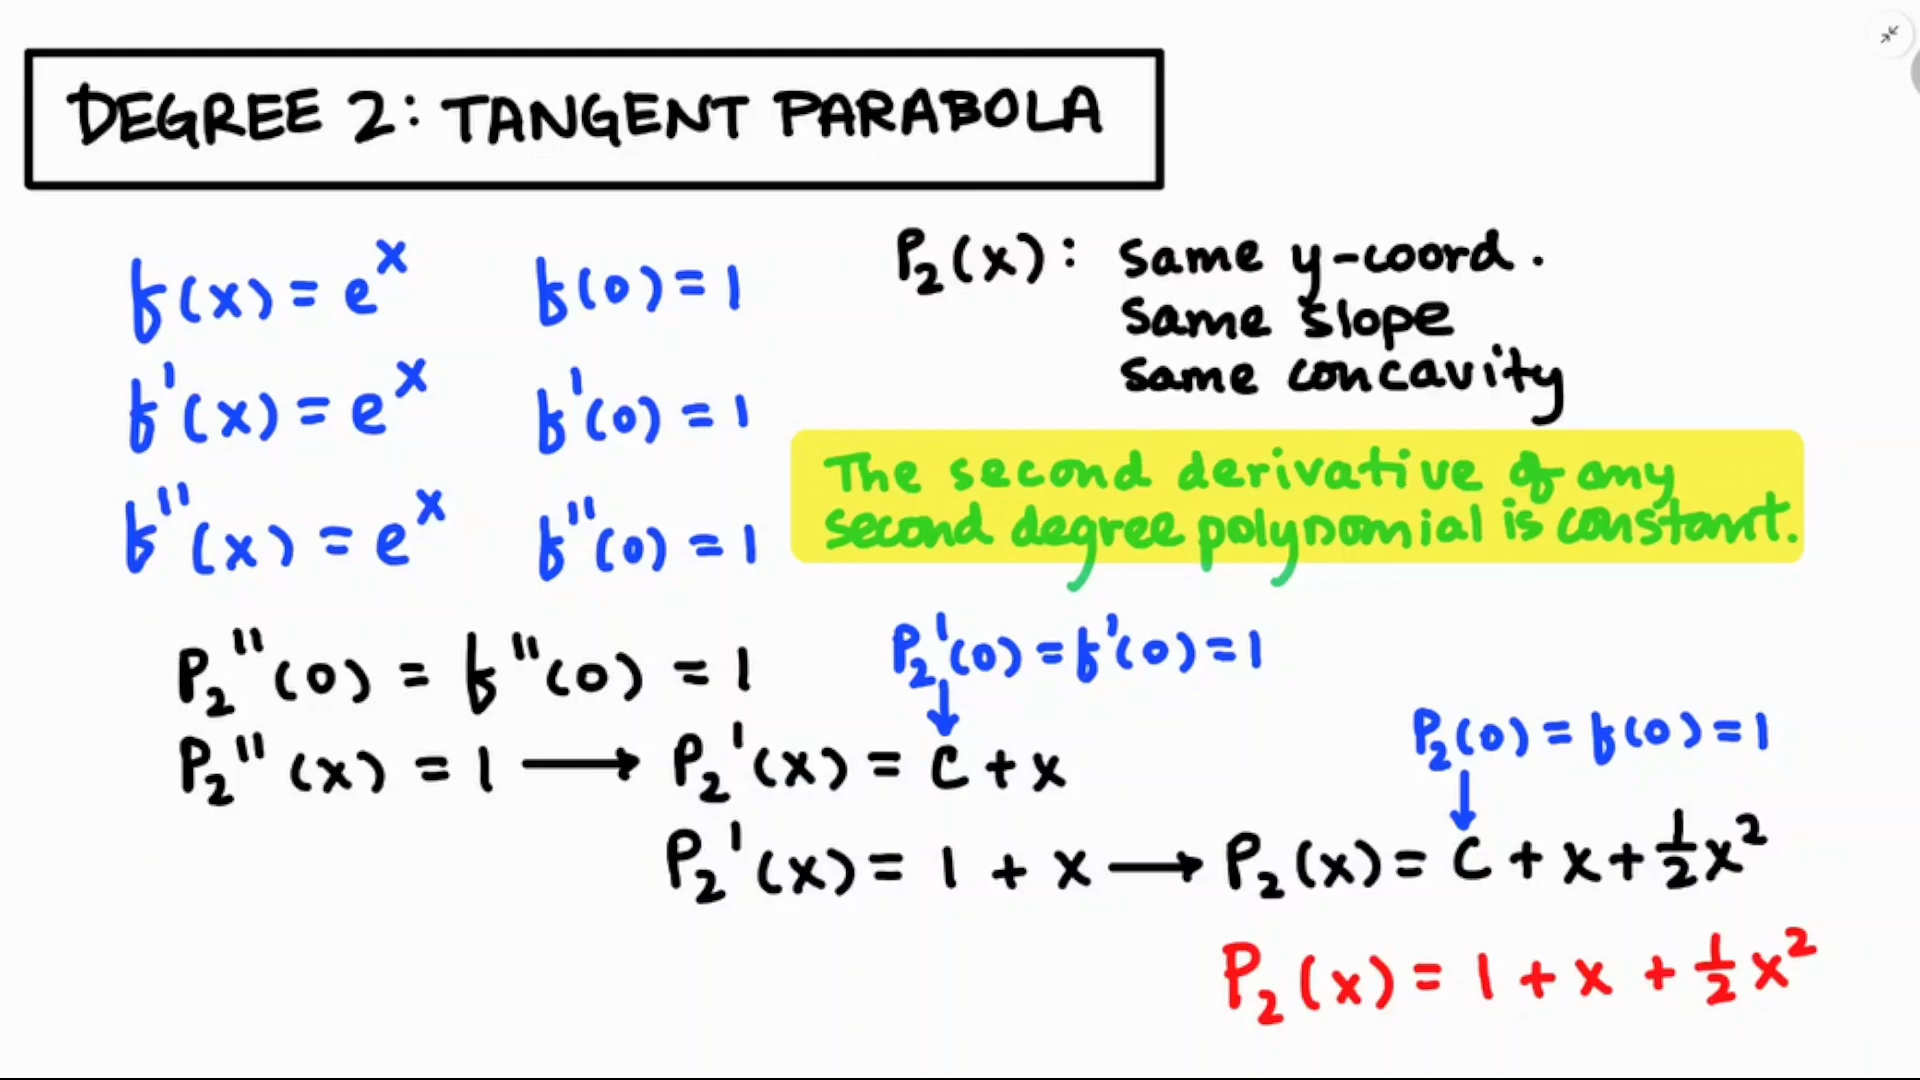 DEGREE 2: TANGENT PARABOLA
f(x) = e^x
f(0) = 1
P₂(x): same y-coord.
same slope
same concavity
f'(x) = e^x
f'(0) = 1
The second derivative of any
second degree polynomial is constant.
f''(x) = e^x
f''(0) = 1
P₂''(0) = f''(0) = 1
P₂'(0) = f'(0) = 1
P₂''(x) = 1 ⟶ P₂'(x) = C + x
P₂(0) = f(0) = 1
P₂'(x) = 1 + x ⟶ P₂(x) = C + x + ½x²
P₂(x) = 1 + x + ½x²